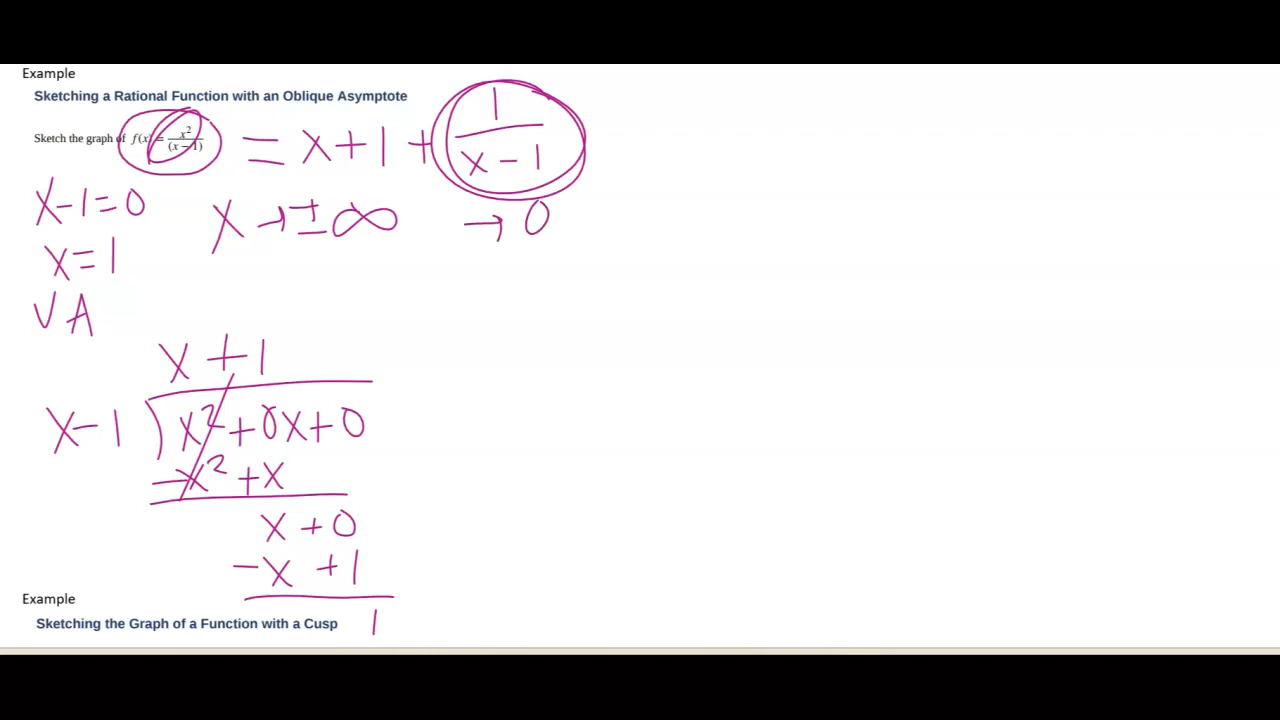 Example
Sketching a Rational Function with an Oblique Asymptote
Sketch the graph of f(x) = x²/(x − 1) = x + 1 + 1/(x − 1)
x − 1 = 0
x → ± ∞ → 0
x = 1
VA
x + 1
x − 1 ) x² + 0x + 0
− x² + x
x + 0
− x + 1
1
Example
Sketching the Graph of a Function with a Cusp